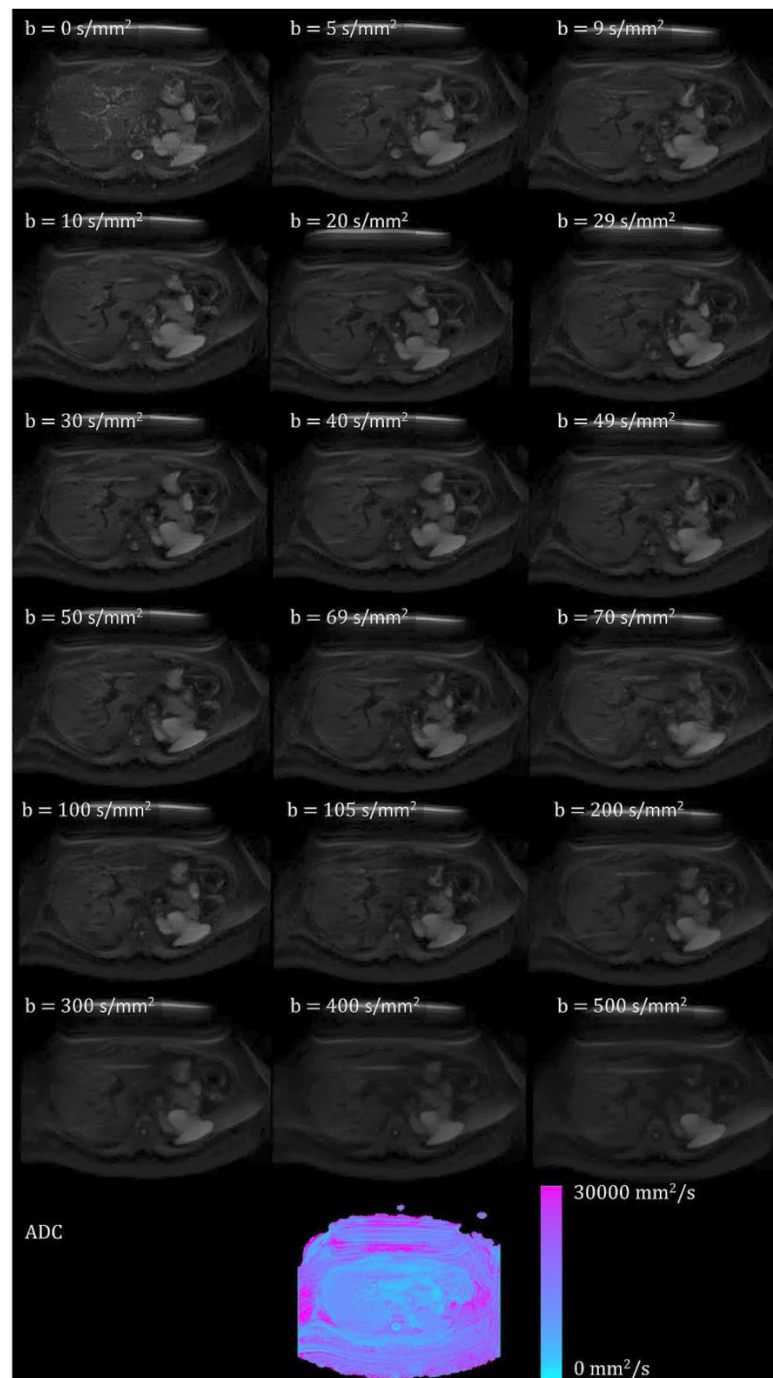 b = 0 s/mm²
b = 5 s/mm²
b = 9 s/mm²
b = 10 s/mm²
b = 20 s/mm²
b = 29 s/mm²
b = 30 s/mm²
b = 40 s/mm²
b = 49 s/mm²
b = 50 s/mm²
b = 69 s/mm²
b = 70 s/mm²
b = 100 s/mm²
b = 105 s/mm²
b = 200 s/mm²
b = 300 s/mm²
b = 400 s/mm²
b = 500 s/mm²
30000 mm²/s
ADC
0 mm²/s